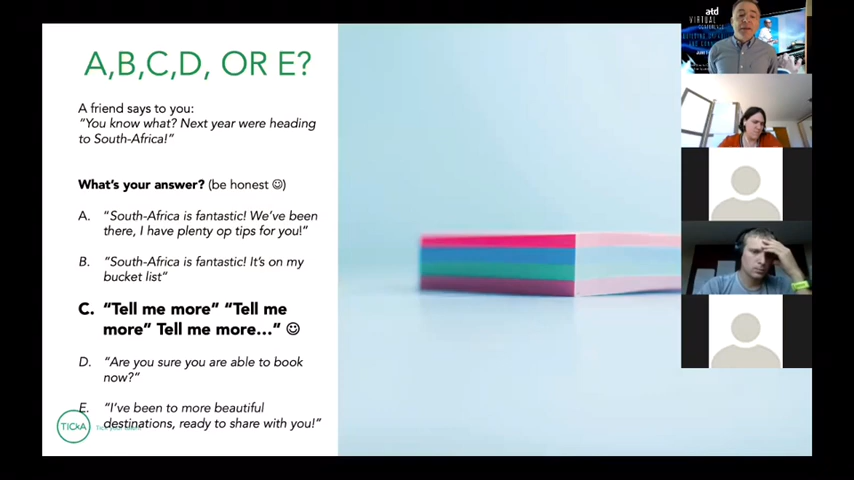 A,B,C,D, OR E?
A friend says to you:
"You know what? Next year were heading
to South-Africa!"
What's your answer? (be honest ☺)
A. "South-Africa is fantastic! We've been
there, I have plenty op tips for you!"
B. "South-Africa is fantastic! It's on my
bucket list"
C. "Tell me more" "Tell me
more" Tell me more..." ☺
D. "Are you sure you are able to book
now?"
E. "I've been to more beautiful
destinations, ready to share with you!"
TICkA
atd
VIRTUAL